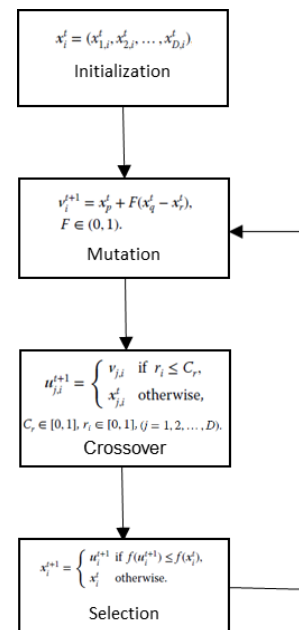 x_i^t = (x_{1,i}^t, x_{2,i}^t, ..., x_{D,i}^t)
Initialization
v_i^{t+1} = x_p^t + F(x_q^t − x_r^t),
F ∈ (0, 1).
Mutation
u_{j,i}^{t+1} = { v_{j,i} if r_i ≤ C_r,
x_{j,i}^t otherwise,
C_r ∈ [0, 1], r_i ∈ [0, 1], (j = 1, 2, ..., D).
Crossover
x_i^{t+1} = { u_i^{t+1} if f(u_i^{t+1}) ≤ f(x_i^t),
x_i^t otherwise.
Selection